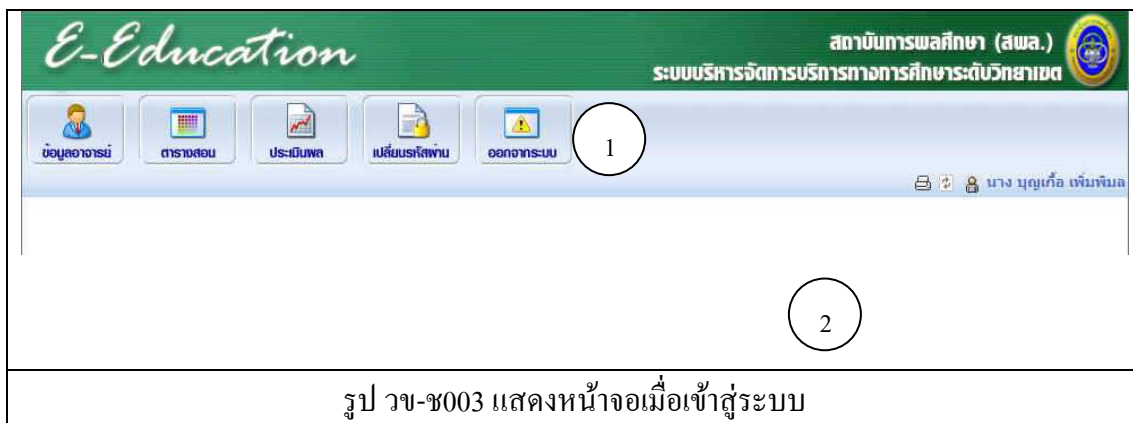 E-Education
สถาบันการพลศึกษา (สพล.)
ระบบบริหารจัดการบริการทางการศึกษาระดับวิทยาเขต
ข้อมูลอาจารย์ ตารางสอน ประเมินผล เปลี่ยนรหัสผ่าน ออกจากระบบ 1
นาง บุญเกื้อ เพิ่มพิมล
2
รูป วข-ช003 แสดงหน้าจอเมื่อเข้าสู่ระบบ